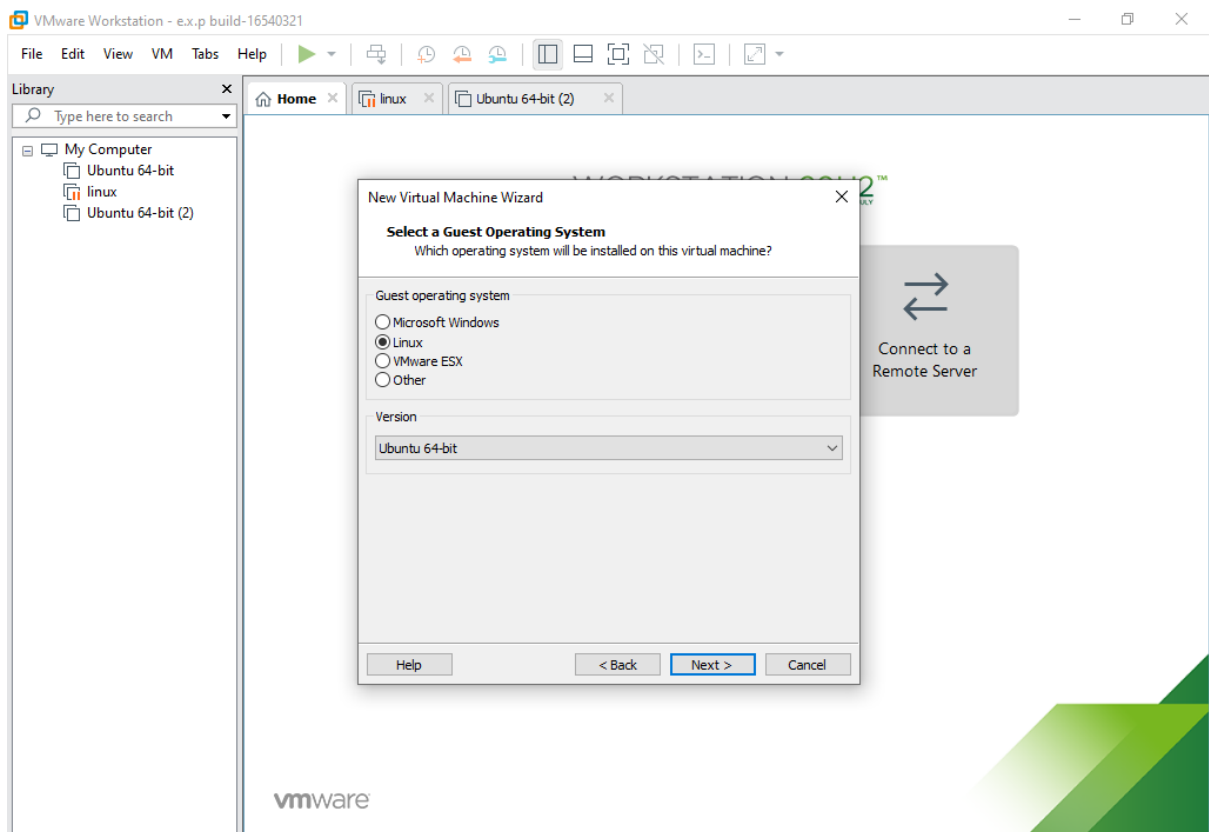 VMware Workstation - e.x.p build-16540321
File Edit View VM Tabs Help
Library
Type here to search
My Computer
Ubuntu 64-bit
linux
Ubuntu 64-bit (2)
Home
linux
Ubuntu 64-bit (2)
New Virtual Machine Wizard
Select a Guest Operating System
Which operating system will be installed on this virtual machine?
Guest operating system
Microsoft Windows
Linux
VMware ESX
Other
Version
Ubuntu 64-bit
Help < Back Next > Cancel
Connect to a
Remote Server
vmware